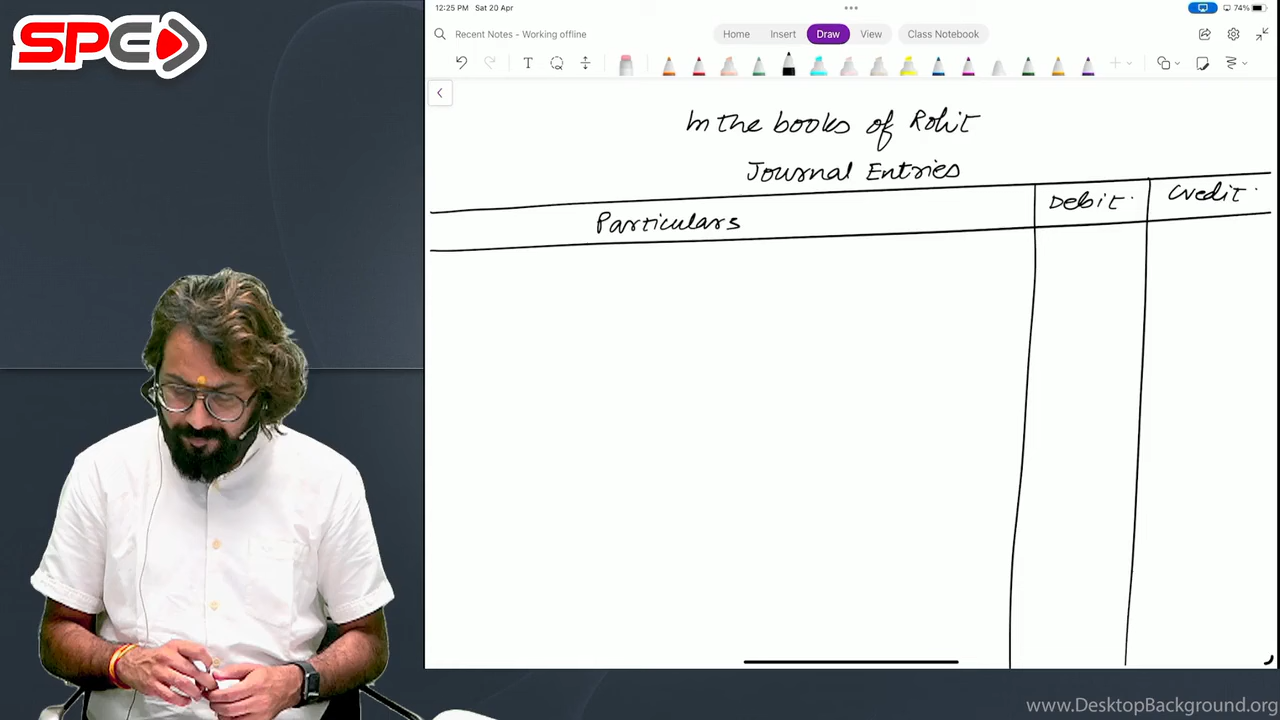 SPE
12:25 PM Sat 20 Apr
74%
Recent Notes - Working offline
Home Insert Draw View Class Notebook
T
In the books of Rohit
Journal Entries
Particulars Debit Credit
www.DesktopBackground.org